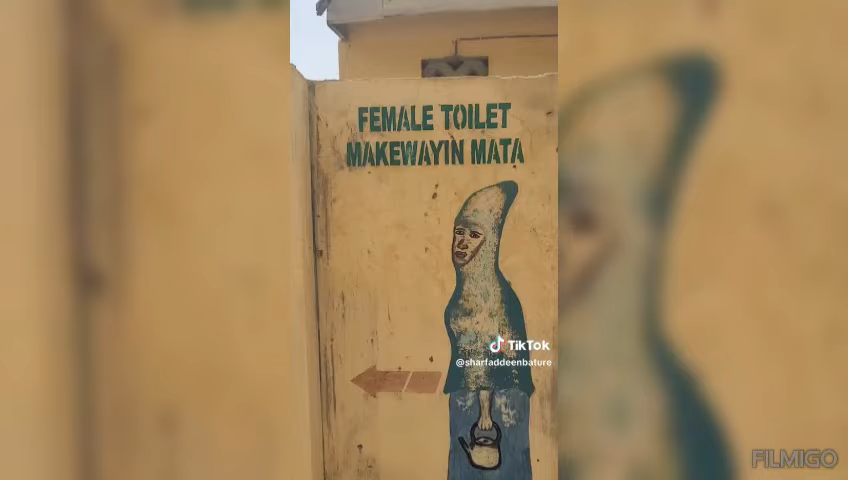 FEMALE TOILET
MAKEWAYIN MATA
TikTok
@sharfaddeenbature
FILMIGO